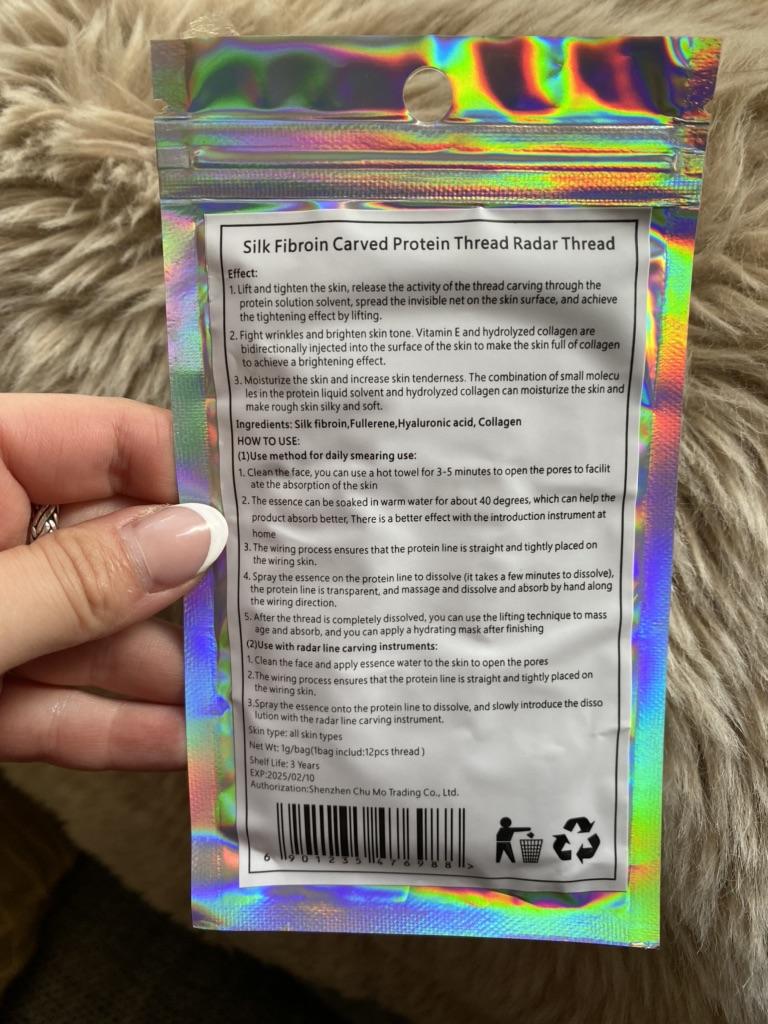 Silk Fibroin Carved Protein Thread Radar Thread
Effect:
1. Lift and tighten the skin, release the activity of the thread carving through the
protein solution solvent, spread the invisible net on the skin surface, and achieve
the tightening effect by lifting.
2. Fight wrinkles and brighten skin tone. Vitamin E and hydrolyzed collagen are
bidirectionally injected into the surface of the skin to make the skin full of collagen
to achieve a brightening effect.
3. Moisturize the skin and increase skin tenderness. The combination of small molecu
les in the protein liquid solvent and hydrolyzed collagen can moisturize the skin and
make rough skin silky and soft.
Ingredients: Silk fibroin,Fullerene,Hyaluronic acid, Collagen
HOW TO USE:
(1)Use method for daily smearing use:
1. Clean the face, you can use a hot towel for 3-5 minutes to open the pores to facilit
ate the absorption of the skin
2. The essence can be soaked in warm water for about 40 degrees, which can help the
product absorb better, There is a better effect with the introduction instrument at
home
3. The wiring process ensures that the protein line is straight and tightly placed on
the wiring skin.
4. Spray the essence on the protein line to dissolve (it takes a few minutes to dissolve),
the protein line is transparent, and massage and dissolve and absorb by hand along
the wiring direction.
5. After the thread is completely dissolved, you can use the lifting technique to mass
age and absorb, and you can apply a hydrating mask after finishing
(2)Use with radar line carving instruments:
1. Clean the face and apply essence water to the skin to open the pores
2.The wiring process ensures that the protein line is straight and tightly placed on
the wiring skin.
3.Spray the essence onto the protein line to dissolve, and slowly introduce the disso
lution with the radar line carving instrument.
Skin type: all skin types
Net Wt: 1g/bag(1bag includ:12pcs thread )
Shelf Life: 3 Years
EXP:2025/02/10
Authorization:Shenzhen Chu Mo Trading Co., Ltd.
6 901235 476988 >